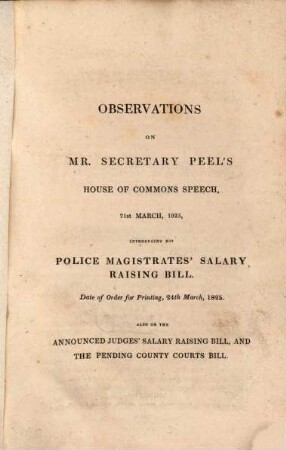 OBSERVATIONS
ON
MR. SECRETARY PEEL'S
HOUSE OF COMMONS SPEECH,
21st MARCH, 1825,
INTRODUCING HIS
POLICE MAGISTRATES' SALARY
RAISING BILL.
Date of Order for Printing, 24th March, 1825.
ALSO ON THE
ANNOUNCED JUDGES' SALARY RAISING BILL, AND
THE PENDING COUNTY COURTS BILL.